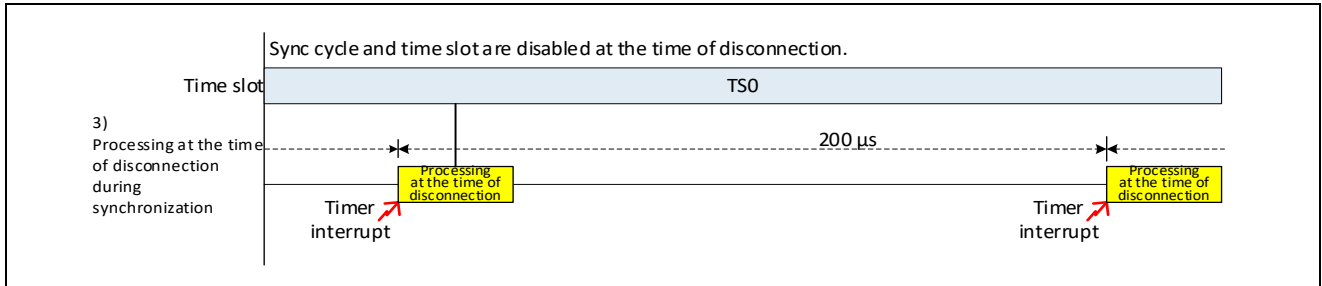 Sync cycle and time slot are disabled at the time of disconnection.
Time slot
TS0
3)
Processing at the time
of disconnection
during
synchronization
200 µs
Processing
at the time of
disconnection
Processing
at the time of
disconnection
Timer
interrupt
Timer
interrupt